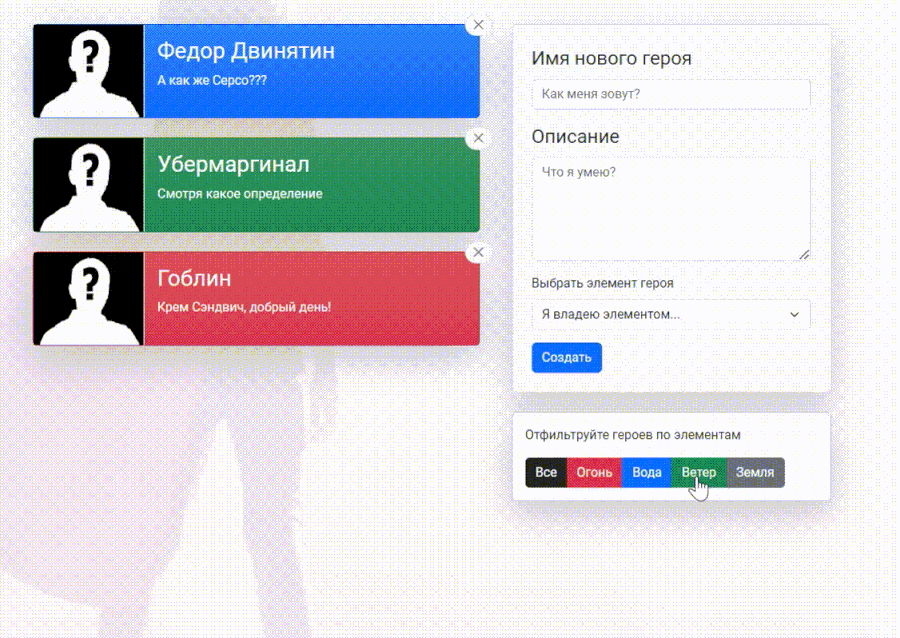 Федор Двинятин
А как же Серсо???
Убермаргинал
Смотря какое определение
Гоблин
Крем Сэндвич, добрый день!
Имя нового героя
Как меня зовут?
Описание
Что я умею?
Выбрать элемент героя
Я владею элементом...
Создать
Отфильтруйте героев по элементам
Все Огонь Вода Ветер Земля